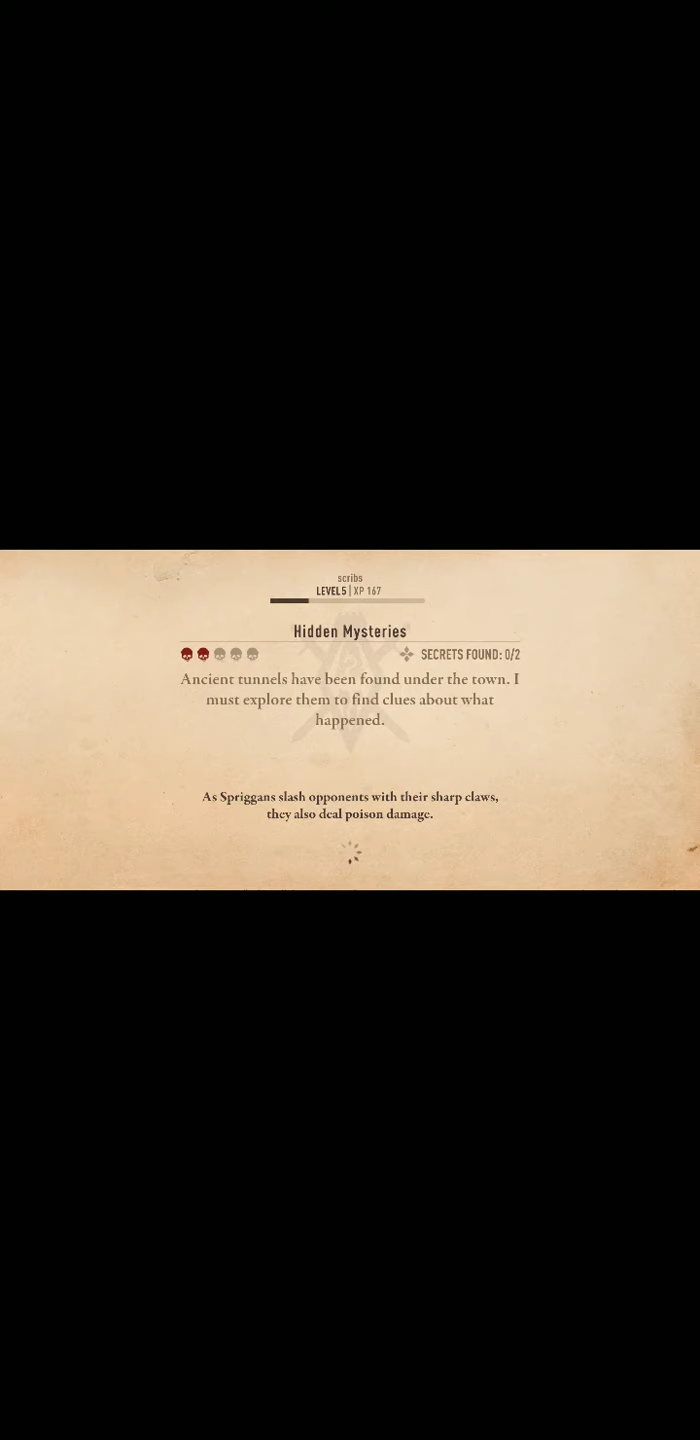 scribs
LEVEL 5 | XP 167
Hidden Mysteries
SECRETS FOUND: 0/2
Ancient tunnels have been found under the town. I
must explore them to find clues about what
happened.
As Spriggans slash opponents with their sharp claws,
they also deal poison damage.